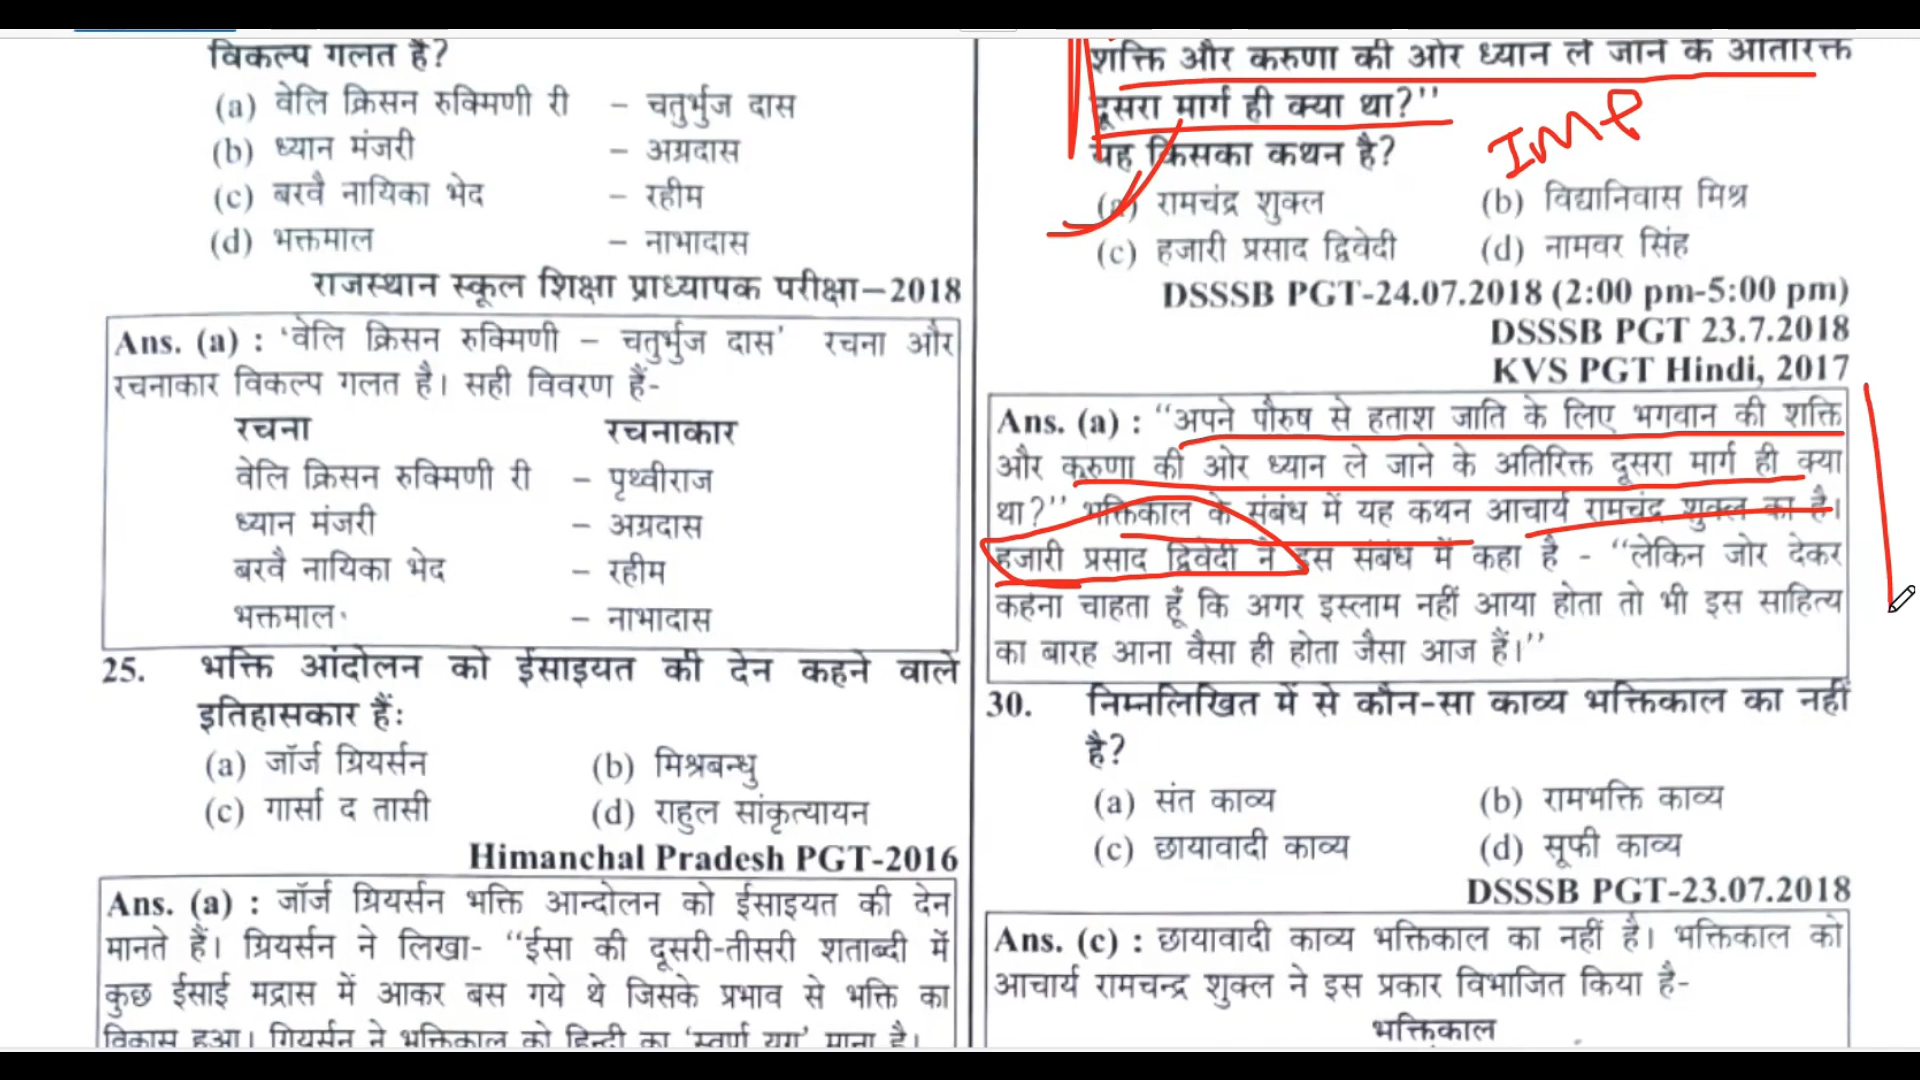 विकल्प गलत है?
(a) वेलि क्रिसन रुक्मिणी री – चतुर्भुज दास
(b) ध्यान मंजरी – अग्रदास
(c) बरवै नायिका भेद – रहीम
(d) भक्तमाल – नाभादास
राजस्थान स्कूल शिक्षा प्राध्यापक परीक्षा–2018
Ans. (a) : ‘वेलि क्रिसन रुक्मिणी – चतुर्भुज दास’ रचना और
रचनाकार विकल्प गलत है। सही विवरण हैं-
रचना रचनाकार
वेलि क्रिसन रुक्मिणी री – पृथ्वीराज
ध्यान मंजरी – अग्रदास
बरवै नायिका भेद – रहीम
भक्तमाल – नाभादास
25. भक्ति आंदोलन को ईसाइयत की देन कहने वाले
इतिहासकार हैं:
(a) जॉर्ज ग्रियर्सन (b) मिश्रबन्धु
(c) गार्सा द तासी (d) राहुल सांकृत्यायन
Himanchal Pradesh PGT-2016
Ans. (a) : जॉर्ज ग्रियर्सन भक्ति आन्दोलन को ईसाइयत की देन
मानते हैं। ग्रियर्सन ने लिखा- “ईसा की दूसरी-तीसरी शताब्दी में
कुछ ईसाई मद्रास में आकर बस गये थे जिसके प्रभाव से भक्ति का
विकास हुआ। ग्रियर्सन ने भक्तिकाल को हिन्दी का ‘स्वर्ण युग’ माना है।
शक्ति और करुणा की ओर ध्यान ले जाने के अतिरिक्त
दूसरा मार्ग ही क्या था?”
IMP
यह किसका कथन है?
(a) रामचंद्र शुक्ल (b) विद्यानिवास मिश्र
(c) हजारी प्रसाद द्विवेदी (d) नामवर सिंह
DSSSB PGT-24.07.2018 (2:00 pm-5:00 pm)
DSSSB PGT 23.7.2018
KVS PGT Hindi, 2017
Ans. (a) : “अपने पौरुष से हताश जाति के लिए भगवान की शक्ति
और करुणा की ओर ध्यान ले जाने के अतिरिक्त दूसरा मार्ग ही क्या
था?” भक्तिकाल के संबंध में यह कथन आचार्य रामचंद्र शुक्ल का है।
हजारी प्रसाद द्विवेदी ने इस संबंध में कहा है - “लेकिन जोर देकर
कहना चाहता हूँ कि अगर इस्लाम नहीं आया होता तो भी इस साहित्य
का बारह आना वैसा ही होता जैसा आज हैं।”
30. निम्नलिखित में से कौन-सा काव्य भक्तिकाल का नहीं
है?
(a) संत काव्य (b) रामभक्ति काव्य
(c) छायावादी काव्य (d) सूफी काव्य
DSSSB PGT-23.07.2018
Ans. (c) : छायावादी काव्य भक्तिकाल का नहीं है। भक्तिकाल को
आचार्य रामचन्द्र शुक्ल ने इस प्रकार विभाजित किया है-
भक्तिकाल